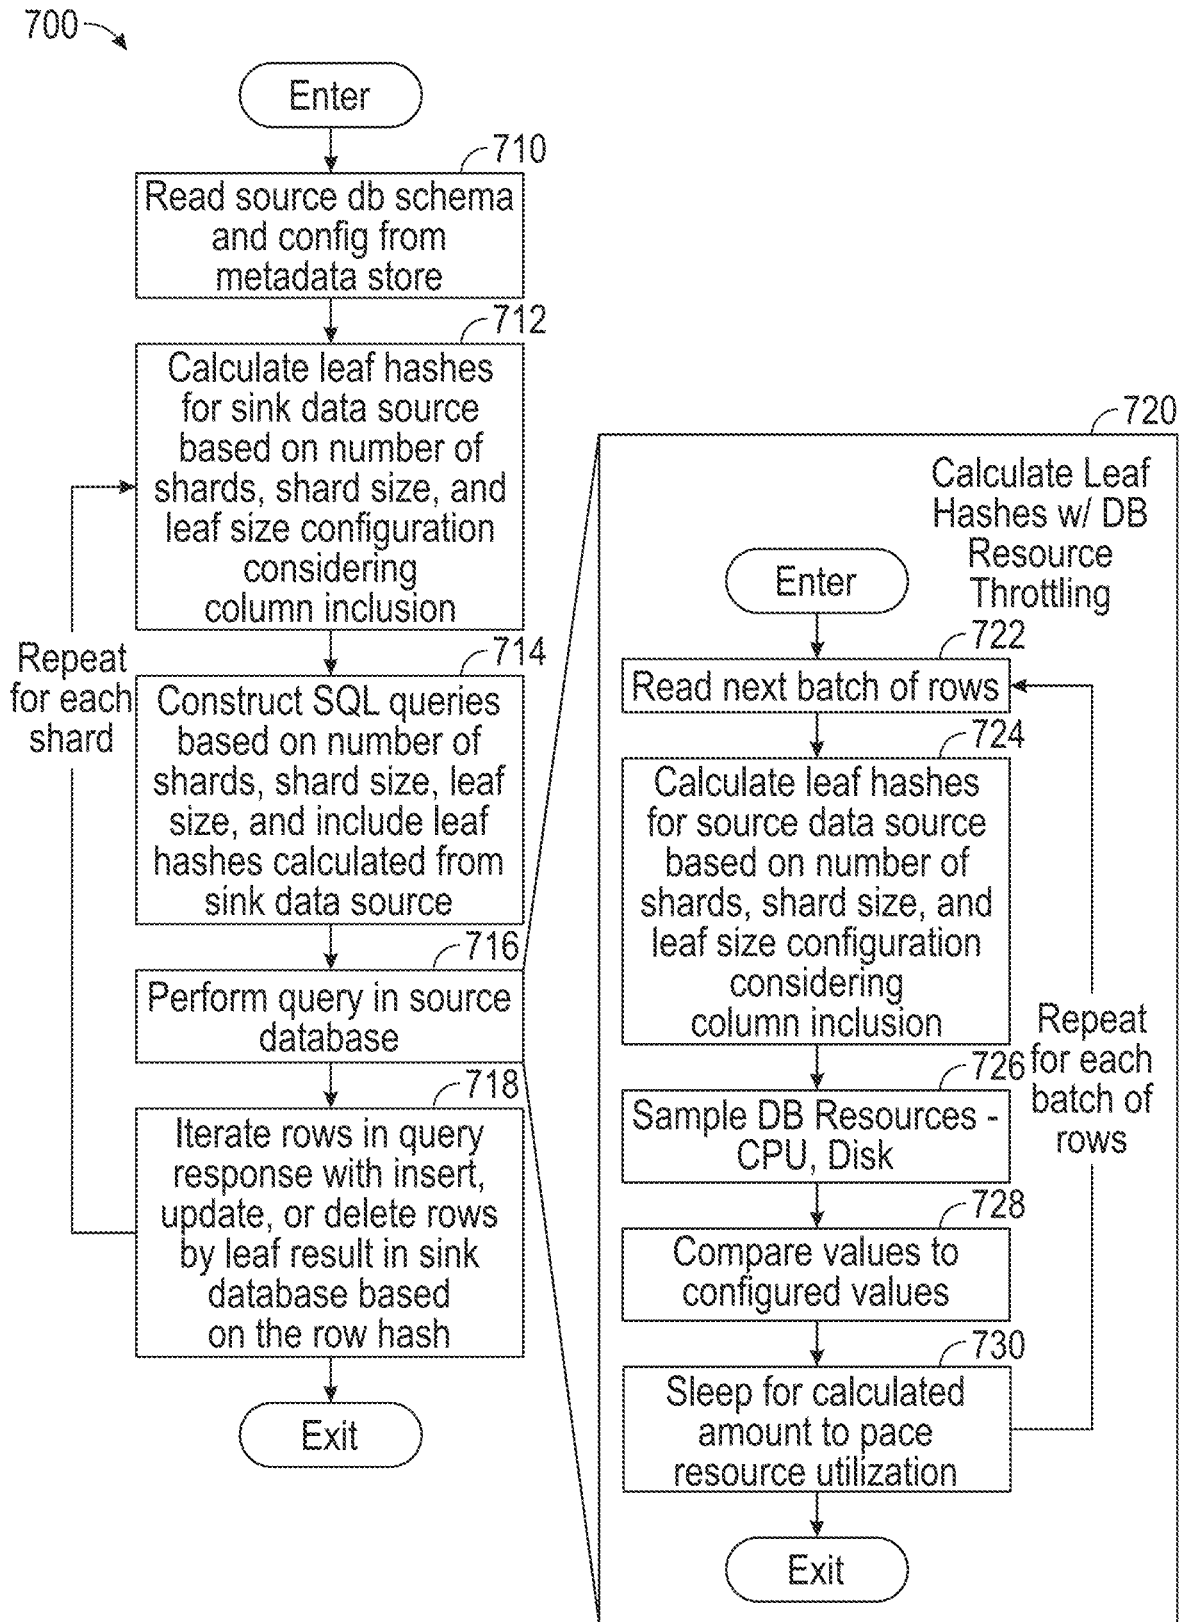 700
Enter
710
Read source db schema
and config from
metadata store
712
Calculate leaf hashes
for sink data source
based on number of
shards, shard size, and
leaf size configuration
considering
column inclusion
Repeat
for each
shard
714
Construct SQL queries
based on number of
shards, shard size, leaf
size, and include leaf
hashes calculated from
sink data source
716
Perform query in source
database
718
Iterate rows in query
response with insert,
update, or delete rows
by leaf result in sink
database based
on the row hash
Exit
720
Calculate Leaf
Hashes w/ DB
Resource
Throttling
Enter
722
Read next batch of rows
724
Calculate leaf hashes
for source data source
based on number of
shards, shard size, and
leaf size configuration
considering
column inclusion
Repeat
for each
batch of
rows
726
Sample DB Resources -
CPU, Disk
728
Compare values to
configured values
730
Sleep for calculated
amount to pace
resource utilization
Exit